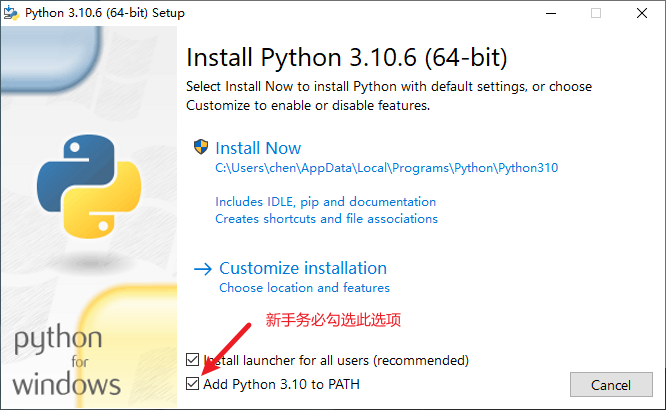 Python 3.10.6 (64-bit) Setup
Install Python 3.10.6 (64-bit)
Select Install Now to install Python with default settings, or choose
Customize to enable or disable features.
Install Now
C:\Users\chen\AppData\Local\Programs\Python\Python310
Includes IDLE, pip and documentation
Creates shortcuts and file associations
Customize installation
Choose location and features
新手务必勾选此选项
Install launcher for all users (recommended)
Add Python 3.10 to PATH
Cancel
python
for
windows